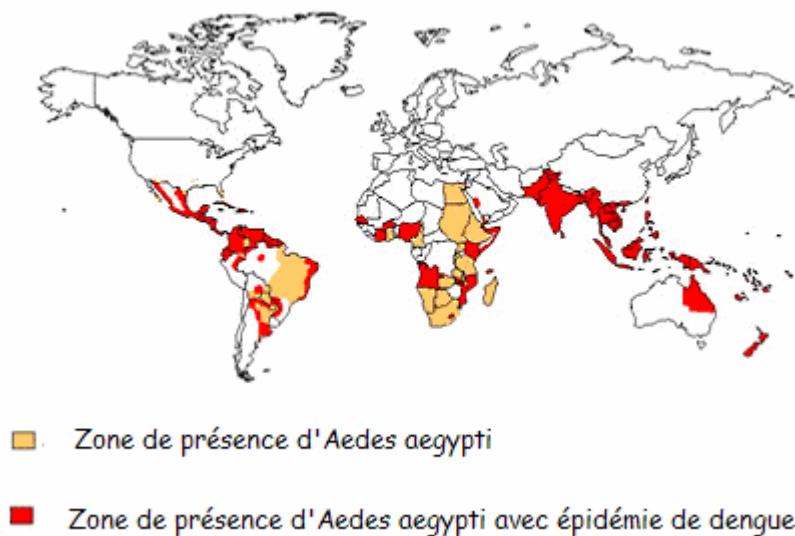 Zone de présence d'Aedes aegypti
Zone de présence d'Aedes aegypti avec épidémie de dengue